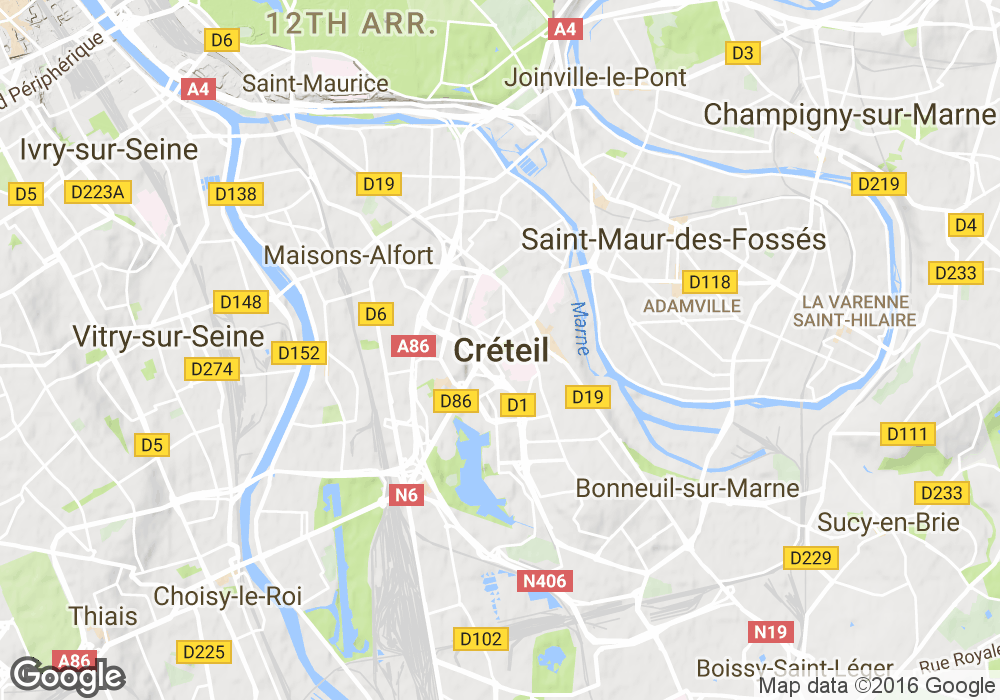 12TH ARR.
A4
D6
D3
d Périphérique
Saint-Maurice
Joinville-le-Pont
A4
Champigny-sur-Marne
Ivry-sur-Seine
D5
D223A
D138
D19
D219
D4
Saint-Maur-des-Fossés
Maisons-Alfort
D233
D118
D148
D6
ADAMVILLE
LA VARENNE
SAINT-HILAIRE
Marne
Vitry-sur-Seine
A86
Créteil
D152
D274
D86
D1
D19
D5
D111
N6
Bonneuil-sur-Marne
D233
Sucy-en-Brie
D229
N406
Choisy-le-Roi
Thiais
D102
N19
D225
A86
Boissy-Saint-Léger
Rue Royale
Google
Map data ©2016 Google